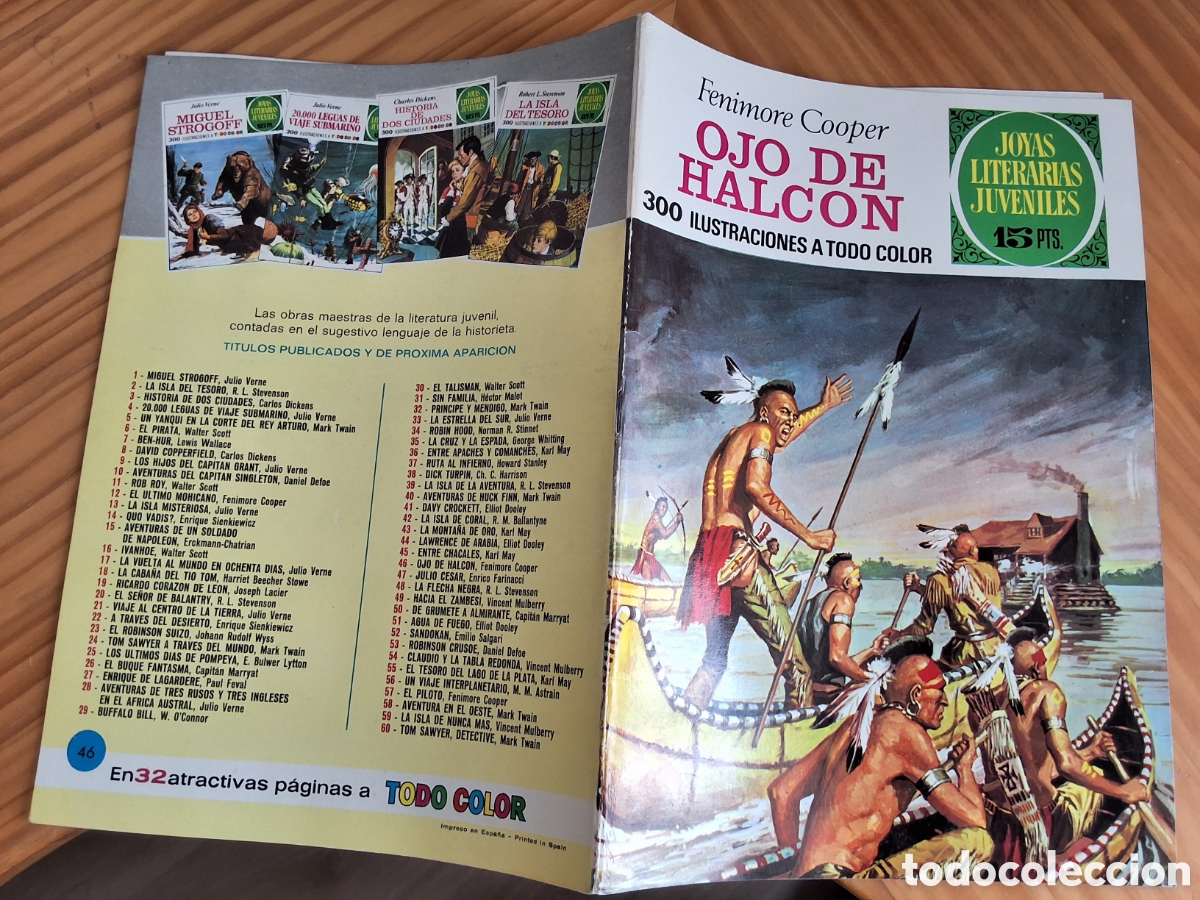 Julio Verne
MIGUEL
STROGOFF
300 ILUSTRACIONES A TODO COLOR
JOYAS
LITERARIAS
JUVENILES
Julio Verne
20.000 LEGUAS DE
VIAJE SUBMARINO
Charles Dickens
HISTORIA
DE
DOS CIUDADES
JOYAS
LITERARIAS
JUVENILES
Robert L. Stevenson
LA ISLA
DEL TESORO
JOYAS
LITERARIAS
JUVENILES
Las obras maestras de la literatura juvenil,
contadas en el sugestivo lenguaje de la historieta.
TITULOS PUBLICADOS Y DE PROXIMA APARICION
1 - MIGUEL STROGOFF, Julio Verne
2 - LA ISLA DEL TESORO, R. L. Stevenson
3 - HISTORIA DE DOS CIUDADES, Carlos Dickens
4 - 20.000 LEGUAS DE VIAJE SUBMARINO, Julio Verne
5 - UN YANQUI EN LA CORTE DEL REY ARTURO, Mark Twain
6 - EL PIRATA, Walter Scott
7 - BEN-HUR, Lewis Wallace
8 - DAVID COPPERFIELD, Carlos Dickens
9 - LOS HIJOS DEL CAPITAN GRANT, Julio Verne
10 - AVENTURAS DEL CAPITAN SINGLETON, Daniel Defoe
11 - ROB ROY, Walter Scott
12 - EL ULTIMO MOHICANO, Fenimore Cooper
13 - LA ISLA MISTERIOSA, Julio Verne
14 - QUO VADIS?, Enrique Sienkiewicz
15 - AVENTURAS DE UN SOLDADO
DE NAPOLEON, Erckmann-Chatrian
16 - IVANHOE, Walter Scott
17 - LA VUELTA AL MUNDO EN OCHENTA DIAS, Julio Verne
18 - LA CABAÑA DEL TIO TOM, Harriet Beecher Stowe
19 - RICARDO CORAZON DE LEON, Joseph Lacier
20 - EL SEÑOR DE BALANTRY, R. L. Stevenson
21 - VIAJE AL CENTRO DE LA TIERRA, Julio Verne
22 - A TRAVES DEL DESIERTO, Enrique Sienkiewicz
23 - EL ROBINSON SUIZO, Johann Rudolf Wyss
24 - TOM SAWYER A TRAVES DEL MUNDO, Mark Twain
25 - LOS ULTIMOS DIAS DE POMPEYA, E. Bulwer Lytton
26 - EL BUQUE FANTASMA, Capitán Marryat
27 - ENRIQUE DE LAGARDERE, Paul Feval
28 - AVENTURAS DE TRES RUSOS Y TRES INGLESES
EN EL AFRICA AUSTRAL, Julio Verne
29 - BUFFALO BILL, W. O'Connor
30 - EL TALISMAN, Walter Scott
31 - SIN FAMILIA, Héctor Malot
32 - PRINCIPE Y MENDIGO, Mark Twain
33 - LA ESTRELLA DEL SUR, Julio Verne
34 - ROBIN HOOD, Norman R. Stinnet
35 - LA CRUZ Y LA ESPADA, George Whitting
36 - ENTRE APACHES Y COMANCHES, Karl May
37 - RUTA AL INFIERNO, Howard Stanley
38 - DICK TURPIN, Ch. C. Harrison
39 - LA ISLA DE LA AVENTURA, R. L. Stevenson
40 - AVENTURAS DE HUCK FINN, Mark Twain
41 - DAVY CROCKETT, Elliot Dooley
42 - LA ISLA DE CORAL, R. M. Ballantyne
43 - LA MONTAÑA DE ORO, Karl May
44 - LAWRENCE DE ARABIA, Elliot Dooley
45 - ENTRE CHACALES, Karl May
46 - OJO DE HALCON, Fenimore Cooper
47 - JULIO CESAR, Enrico Farinacci
48 - LA FLECHA NEGRA, R. L. Stevenson
49 - HACIA EL ZAMBESI, Vincent Mulberry
50 - DE GRUMETE A ALMIRANTE, Capitán Marryat
51 - AGUA DE FUEGO, Elliot Dooley
52 - SANDOKAN, Emilio Salgari
53 - ROBINSON CRUSOE, Daniel Defoe
54 - CLAUDIO Y LA TABLA REDONDA, Vincent Mulberry
55 - EL TESORO DEL LAGO DE LA PLATA, Karl May
56 - UN VIAJE INTERPLANETARIO, M. M. Astrain
57 - EL PILOTO, Fenimore Cooper
58 - AVENTURA EN EL OESTE, Mark Twain
59 - LA ISLA DE NUNCA MAS, Vincent Mulberry
60 - TOM SAWYER, DETECTIVE, Mark Twain
46
En 32 atractivas páginas a TODO COLOR
Impreso en España - Printed in Spain
Fenimore Cooper
OJO DE
HALCON
300 ILUSTRACIONES A TODO COLOR
JOYAS
LITERARIAS
JUVENILES
15 PTS.
todocoleccion